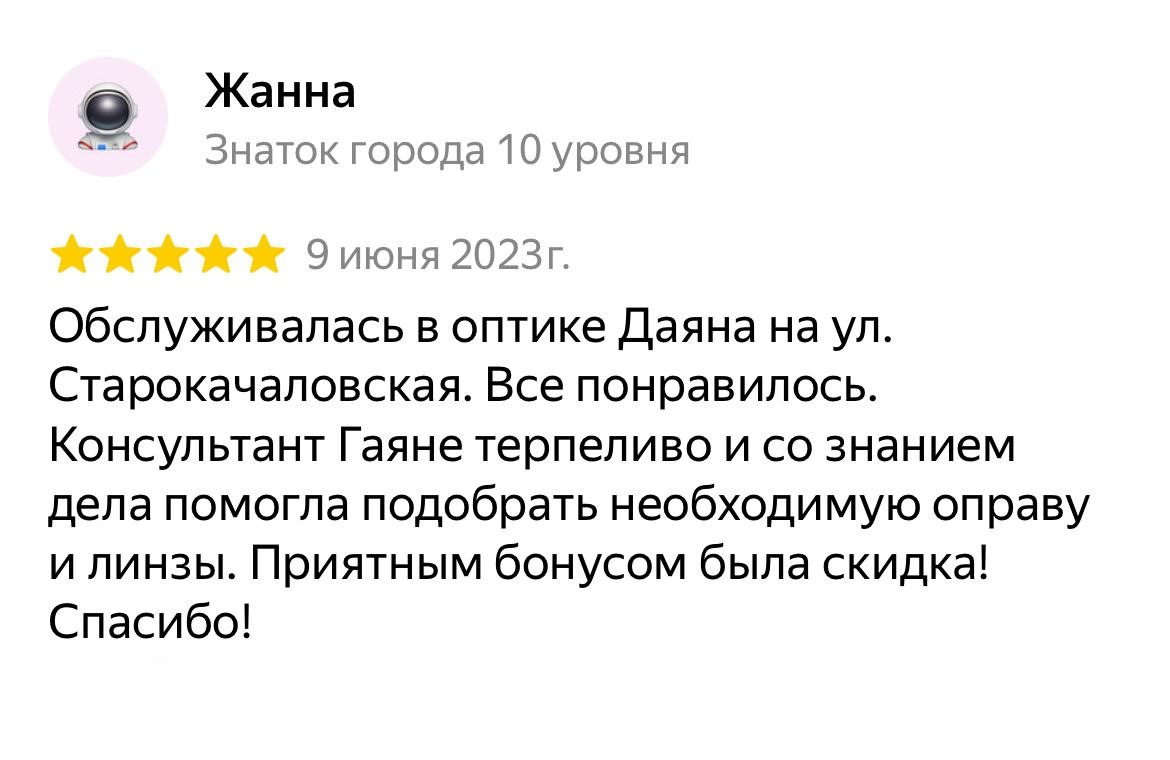 Жанна
Знаток города 10 уровня
9 июня 2023 г.
Обслуживалась в оптике Даяна на ул.
Старокачаловская. Все понравилось.
Консультант Гаяне терпеливо и со знанием
дела помогла подобрать необходимую оправу
и линзы. Приятным бонусом была скидка!
Спасибо!